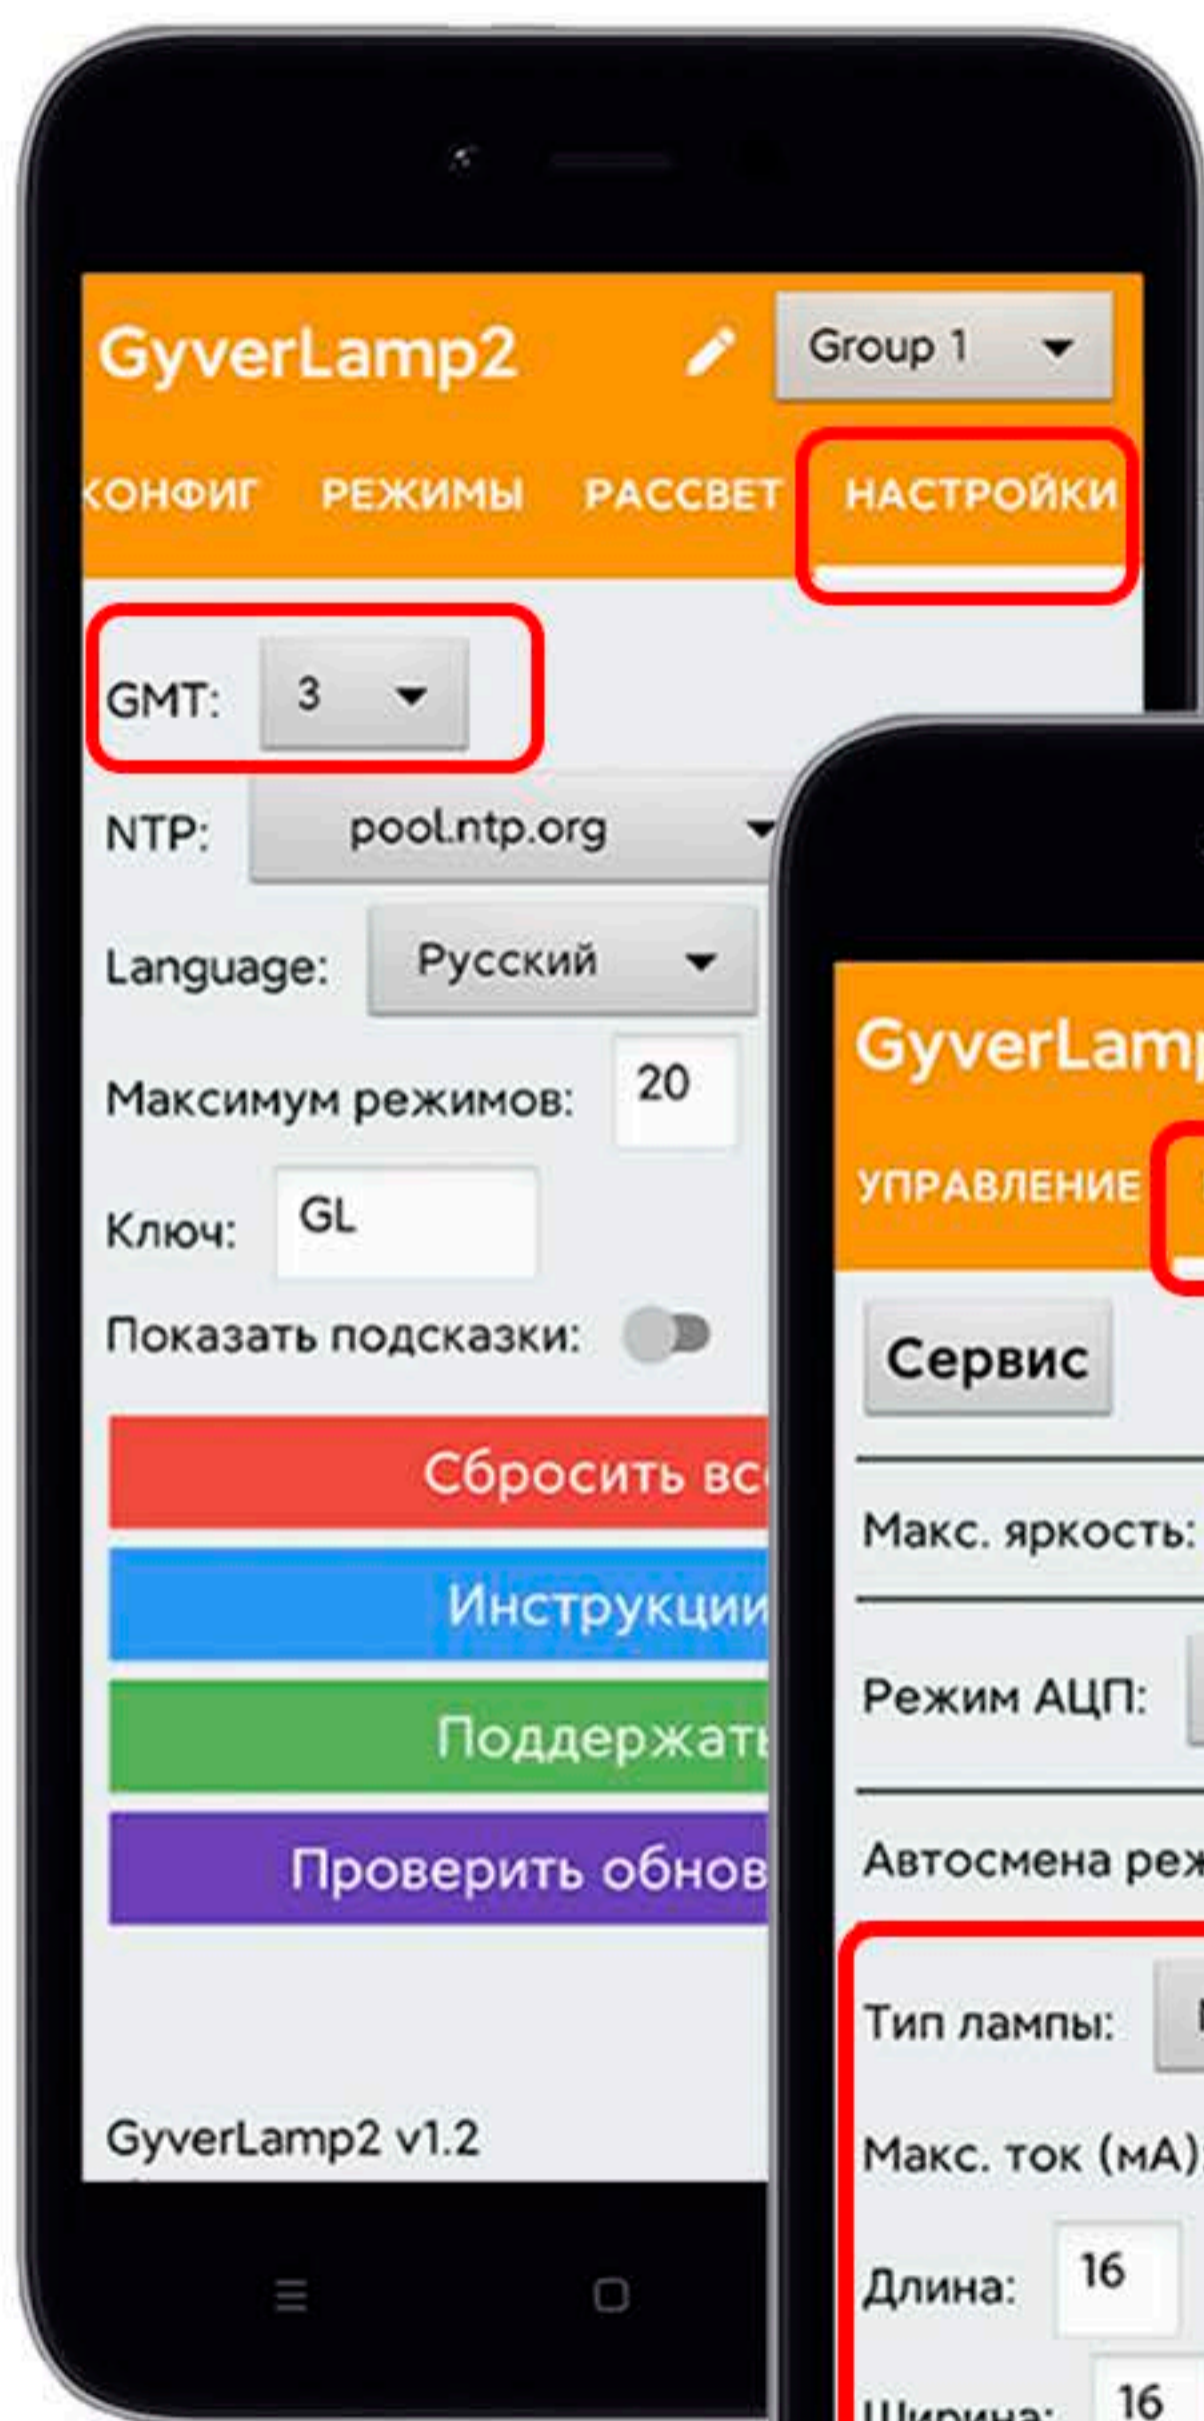 GyverLamp2 Group 1
КОНФИГ РЕЖИМЫ РАССВЕТ НАСТРОЙКИ
GMT: 3
NTP: pool.ntp.org
Language: Русский
Максимум режимов: 20
Ключ: GL
Показать подсказки:
Сбросить вс
Инструкции
Поддержать
Проверить обнов
GyverLamp2 v1.2
GyverLamp
УПРАВЛЕНИЕ
Сервис
Макс. яркость:
Режим АЦП:
Автосмена реж
Тип лампы:
Макс. ток (мА)
Длина: 16
Ширина: 16